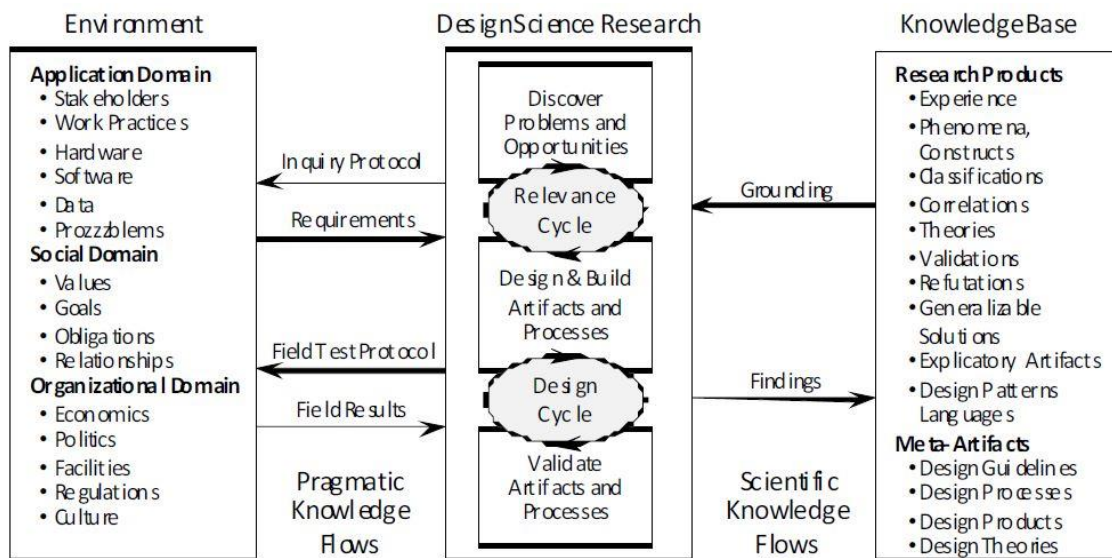 Environment
Application Domain
• Stakeholders
• Work Practices
• Hardware
• Software
• Data
• Prozzblems
Social Domain
• Values
• Goals
• Obligations
• Relationships
Organizational Domain
• Economics
• Politics
• Facilities
• Regulations
• Culture
Inquiry Protocol
Requirements
Field Test Protocol
Field Results
Pragmatic
Knowledge
Flows
Design Science Research
Discover
Problems and
Opportunities
Relevance
Cycle
Design & Build
Artifacts and
Processes
Design
Cycle
Validate
Artifacts and
Processes
Grounding
Findings
Scientific
Knowledge
Flows
Knowledge Base
Research Products
• Experience
• Phenomena,
Constructs
• Classifications
• Correlations
• Theories
• Validations
• Refutations
• Generalizable
Solutions
• Explicatory Artifacts
• Design Patterns
Languages
Meta-Artifacts
• Design Guidelines
• Design Processes
• Design Products
• Design Theories